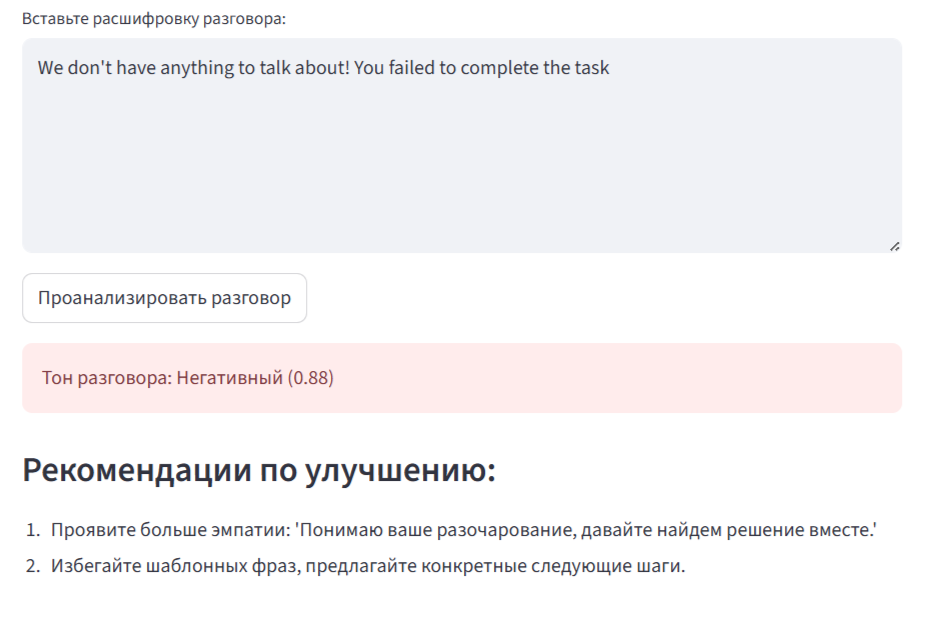 Вставьте расшифровку разговора:
We don't have anything to talk about! You failed to complete the task
Проанализировать разговор
Тон разговора: Негативный (0.88)
Рекомендации по улучшению:
1. Проявите больше эмпатии: 'Понимаю ваше разочарование, давайте найдем решение вместе.'
2. Избегайте шаблонных фраз, предлагайте конкретные следующие шаги.